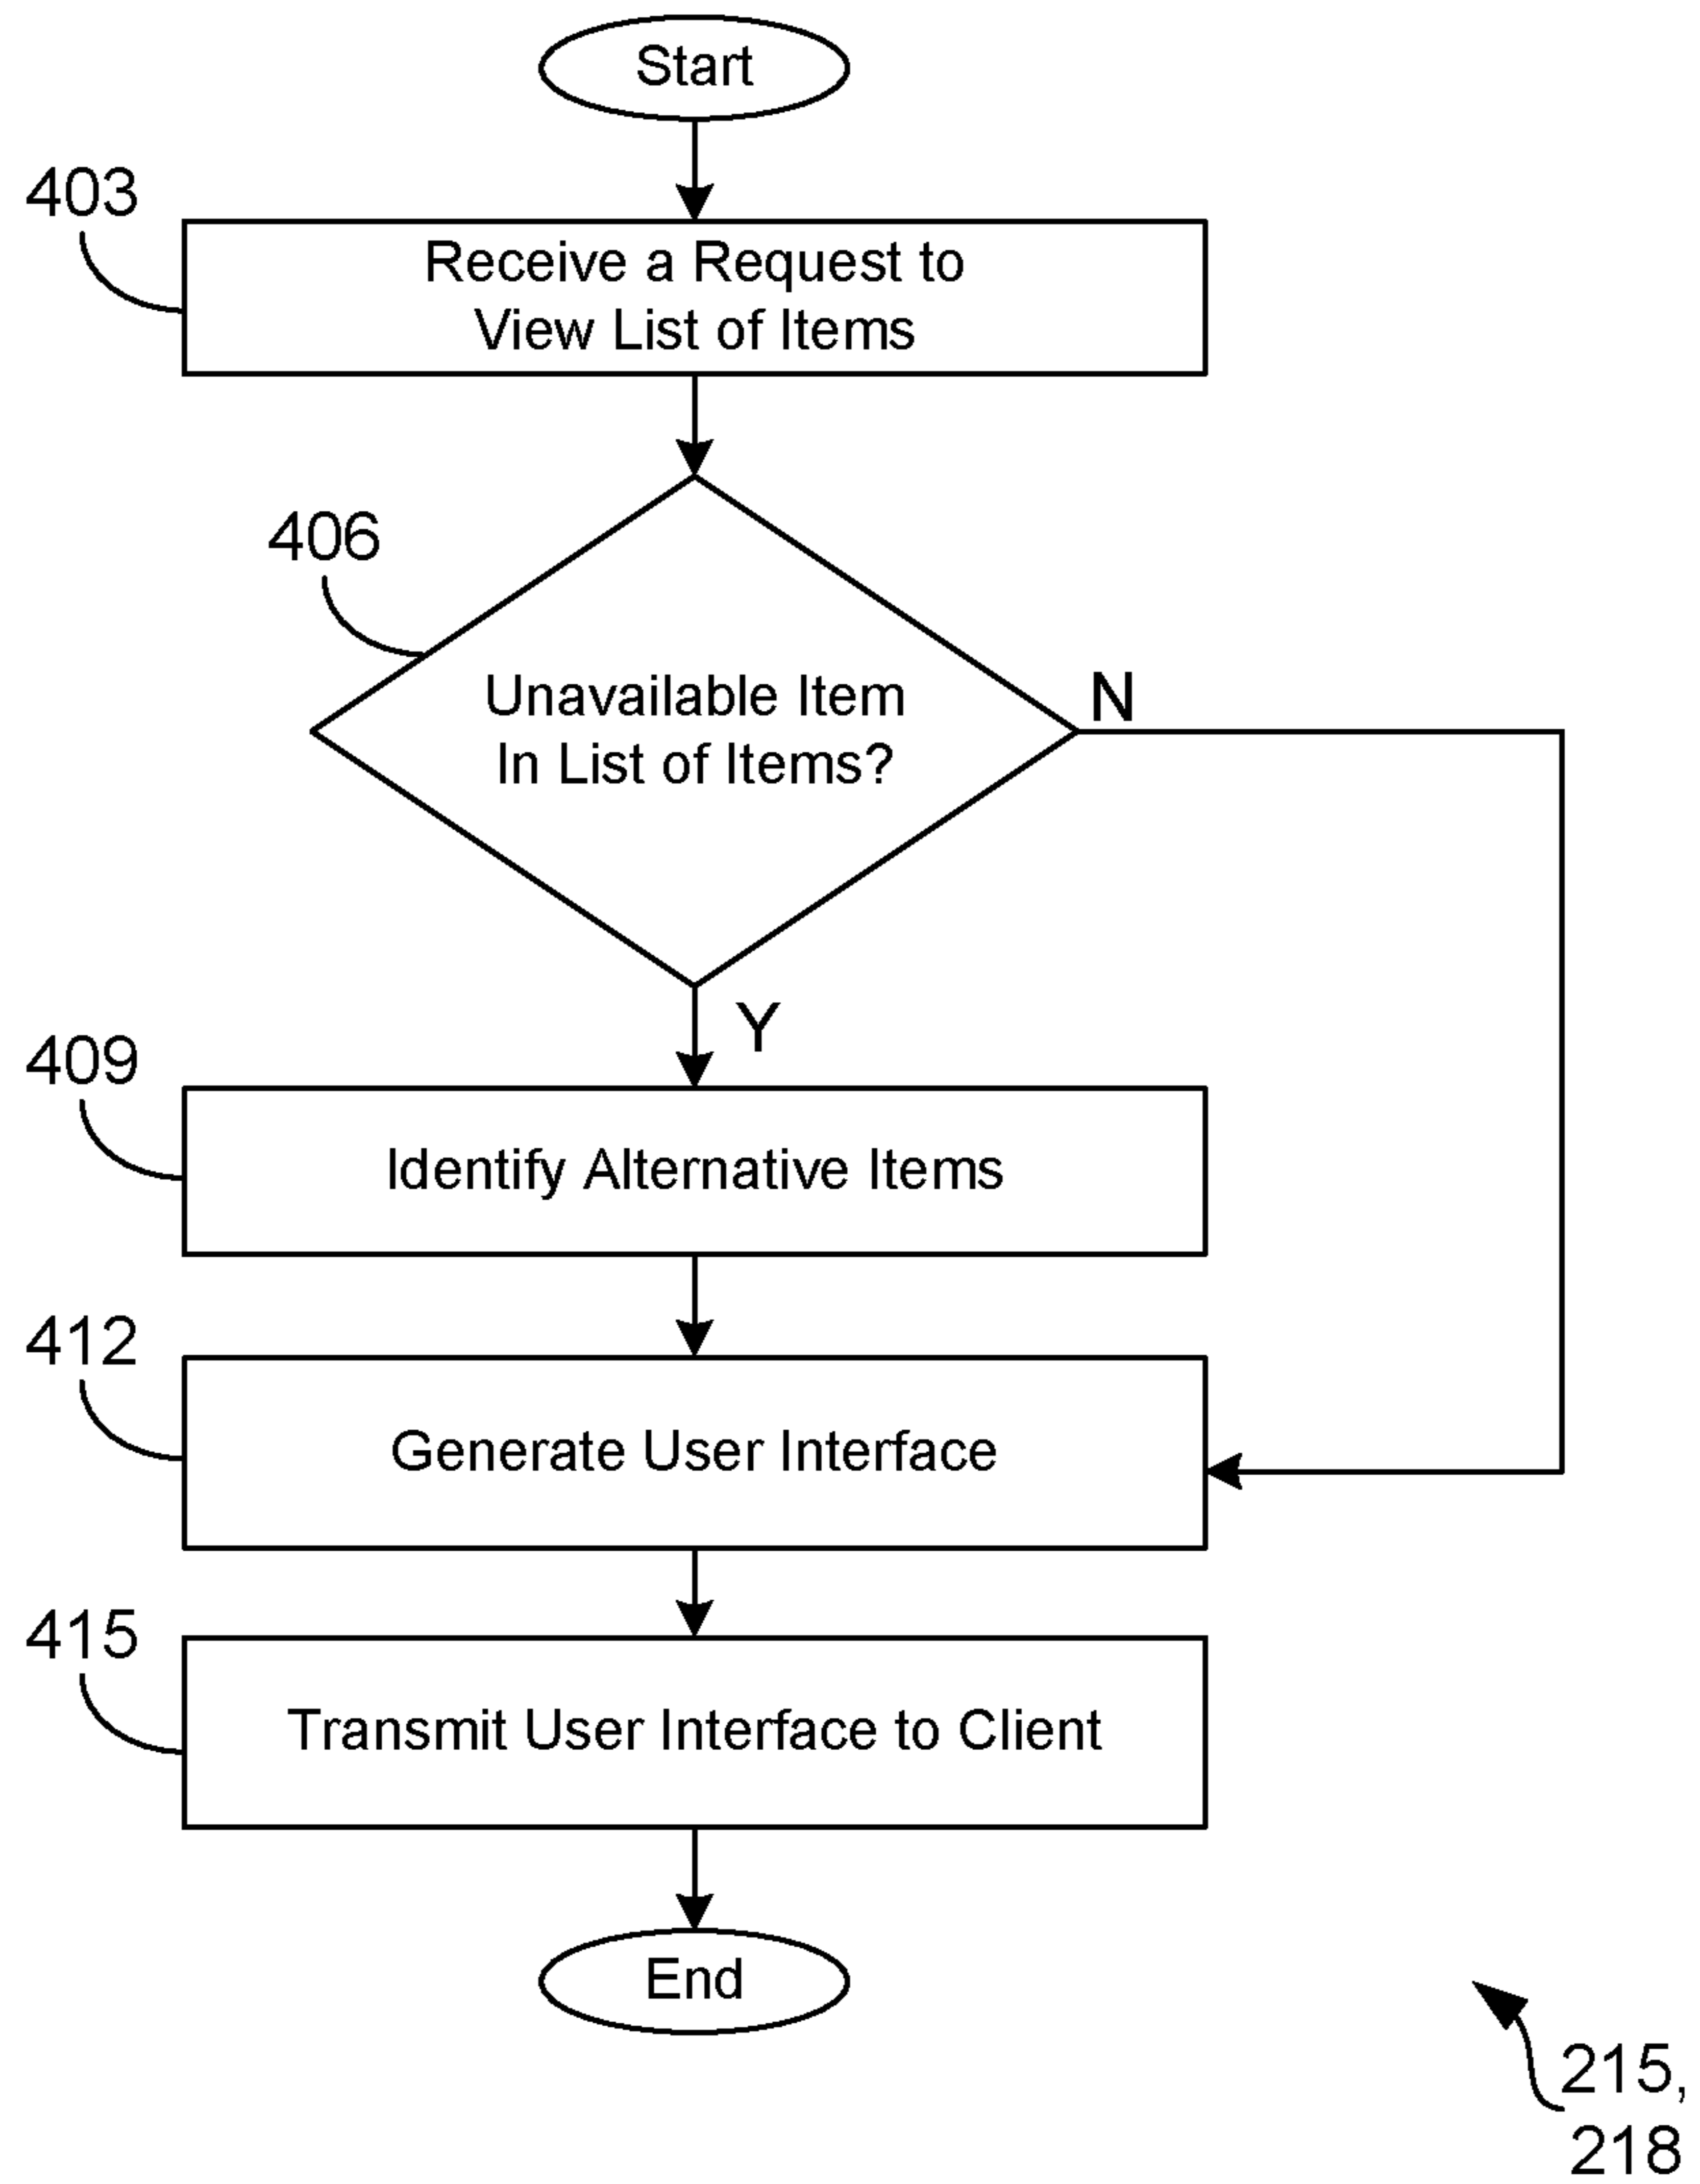 Start
403
Receive a Request to
View List of Items
406
Unavailable Item
In List of Items?
N
Y
409
Identify Alternative Items
412
Generate User Interface
415
Transmit User Interface to Client
End
215,
218